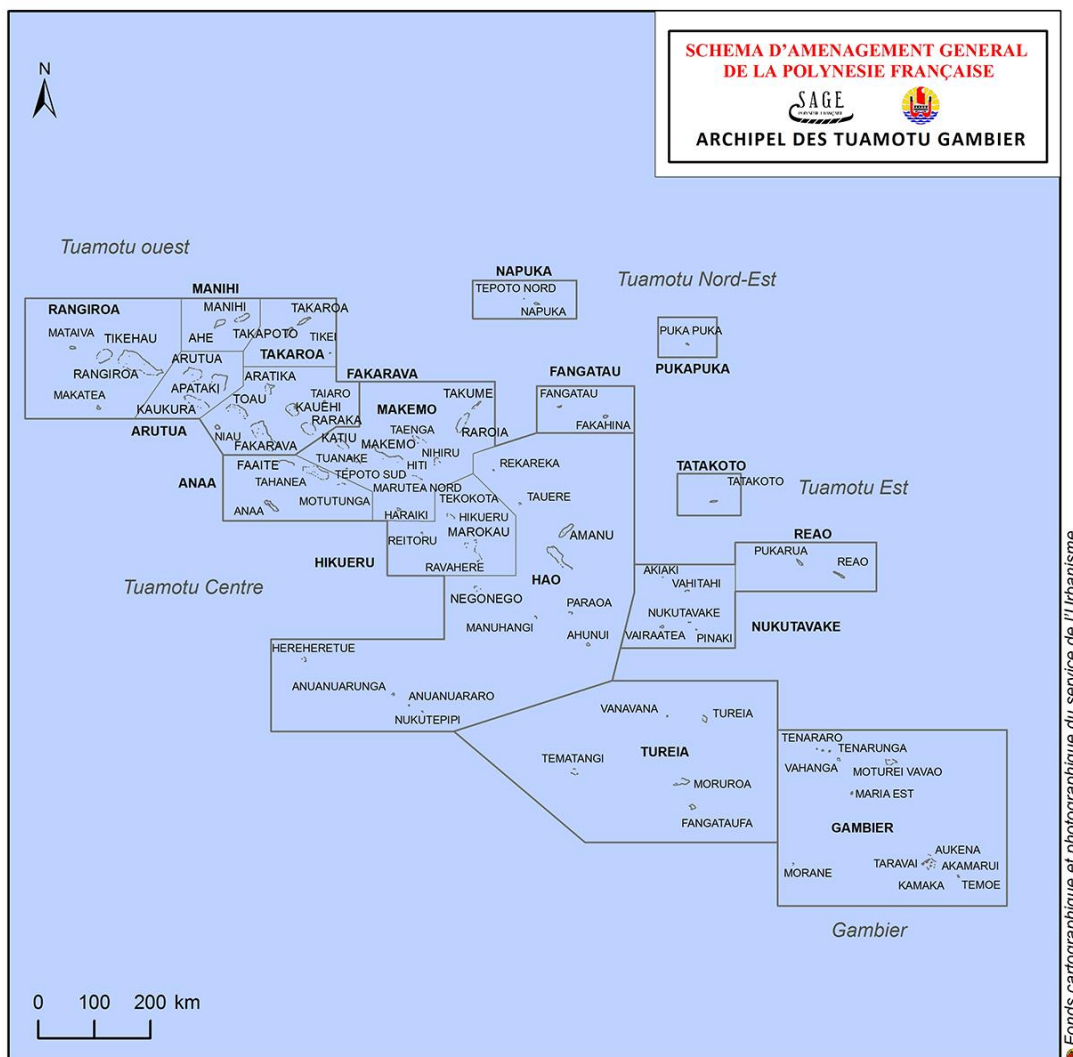 SCHEMA D'AMENAGEMENT GENERAL
DE LA POLYNESIE FRANÇAISE
SAGE
POLYNESIE FRANÇAISE
ARCHIPEL DES TUAMOTU GAMBIER
N
Tuamotu ouest
NAPUKA
TEPOTO NORD
NAPUKA
Tuamotu Nord-Est
MANIHI
RANGIROA
MANIHI
TAKAROA
MATAIVA
TIKEHAU
AHE
TAKAPOTO
TIKEI
PUKA PUKA
PUKAPUKA
RANGIROA
ARUTUA
TAKAROA
MAKATEA
APATAKI
ARATIKA
FAKARAVA
FANGATAU
KAUKURA
TOAU
TAIARO
KAUEHI
RARAKA
MAKEMO
TAKUME
FANGATAU
FAKAHINA
ARUTUA
NIAU
FAKARAVA
KATIU
MAKEMO
TAENGA
RAROIA
NIHIRU
ANAA
FAAITE
TUANAKE
HITI
TAHANEA
TEPOTO SUD
REKAREKA
TATAKOTO
TATAKOTO
Tuamotu Est
ANAA
MOTUTUNGA
MARUTEA NORD
TEKOKOTA
TAUERE
HARAIKI
HIKUERU
REITORU
MAROKAU
AMANU
REAO
PUKARUA
REAO
HIKUERU
RAVAHERE
HAO
AKIAKI
VAHITAHI
Tuamotu Centre
NEGONEGO
PARAOA
MANUHANGI
NUKUTAVAKE
AHUNUI
VAIRAATEA
PINAKI
NUKUTAVAKE
HEREHERETUE
ANUANUARUNGA
ANUANUARARO
NUKUTEPIPI
VANAVANA
TUREIA
TUREIA
TEMATANGI
MORUROA
FANGATAUFA
TENARARO
TENARUNGA
VAHANGA
MOTUREI VAVAO
MARIA EST
GAMBIER
AUKENA
TARAVAI
AKAMARUI
MORANE
KAMAKA
TEMOE
Gambier
0 100 200 km
Fonds cartographique et photographique du service de l'Urbanisme